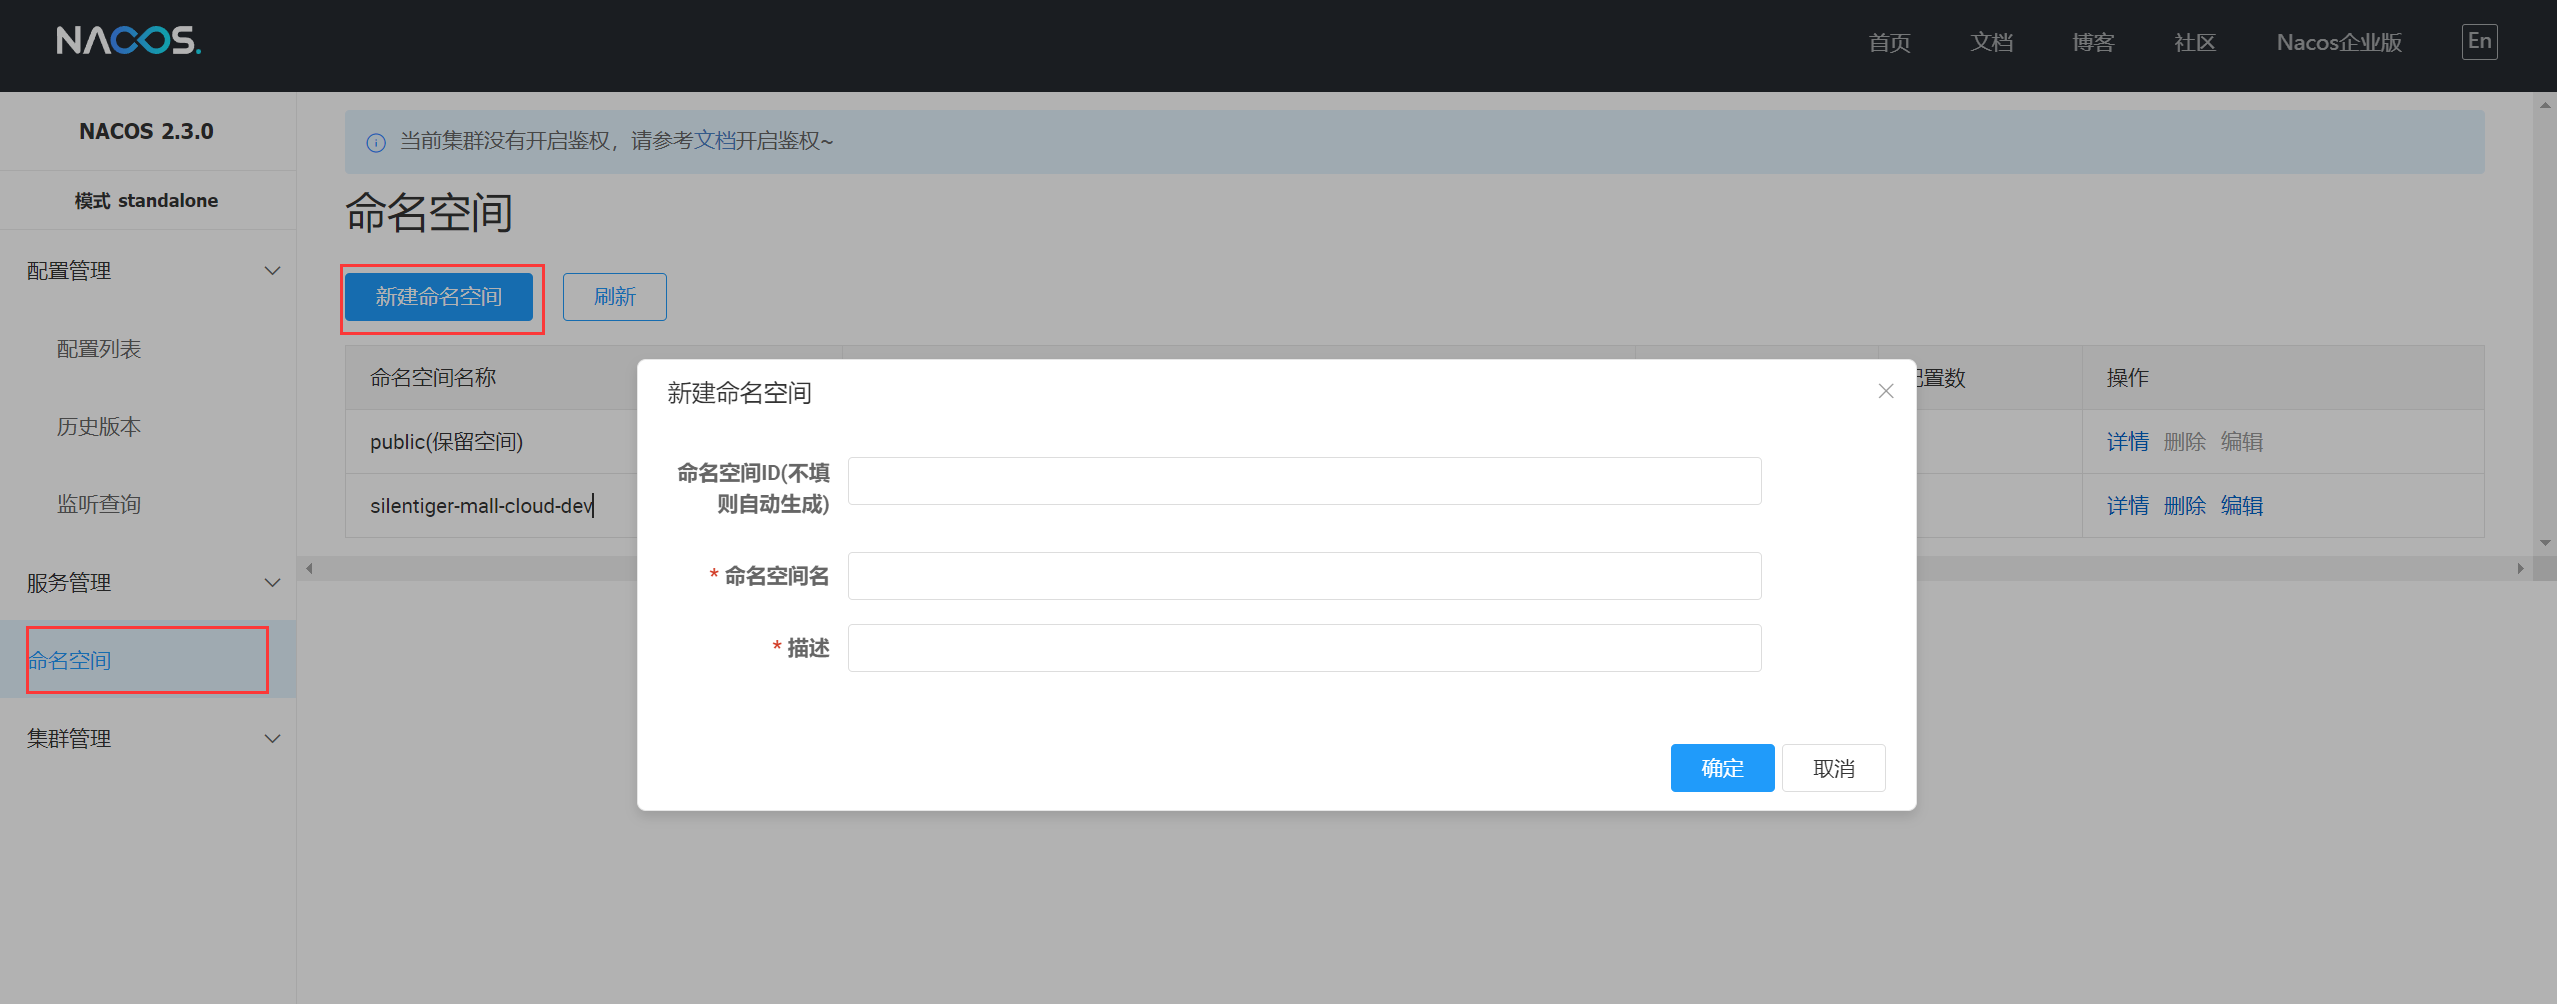 NACOS.
首页 文档 博客 社区 Nacos企业版 En
NACOS 2.3.0
模式 standalone
配置管理
配置列表
历史版本
监听查询
服务管理
命名空间
集群管理
当前集群没有开启鉴权，请参考文档开启鉴权~
命名空间
新建命名空间 刷新
命名空间名称 置数 操作
public(保留空间) 详情 删除 编辑
silentiger-mall-cloud-dev 详情 删除 编辑
新建命名空间
命名空间ID(不填
则自动生成)
* 命名空间名
* 描述
确定 取消